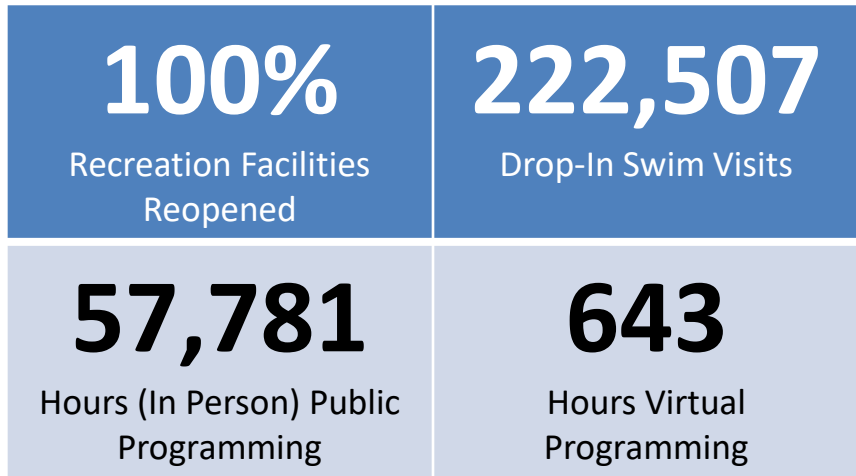 100%
Recreation Facilities
Reopened
222,507
Drop-In Swim Visits
57,781
Hours (In Person) Public
Programming
643
Hours Virtual
Programming